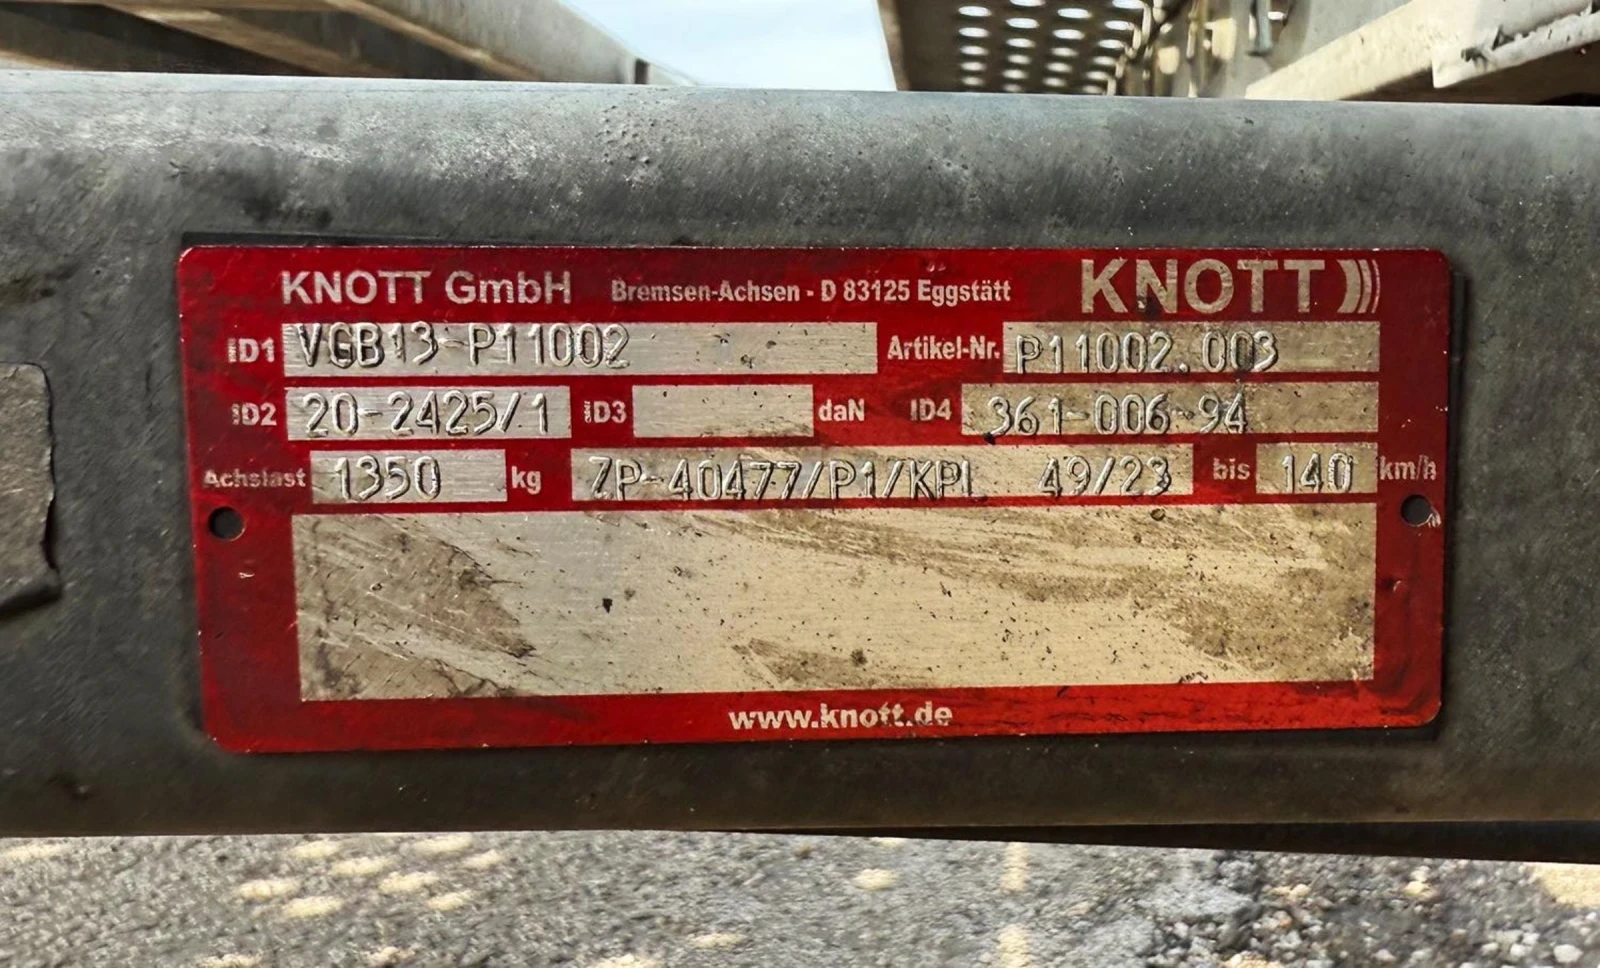 KNOTT GmbH Bremsen-Achsen - D 83125 Eggstätt KNOTT
ID1 VGB13-P11002 Artikel-Nr. P11002.003
ID2 20-2425/1 ID3 daN ID4 361-006-94
Achslast 1350 kg ZP-40477/P1/KPL 49/23 bis 140 km/h
www.knott.de